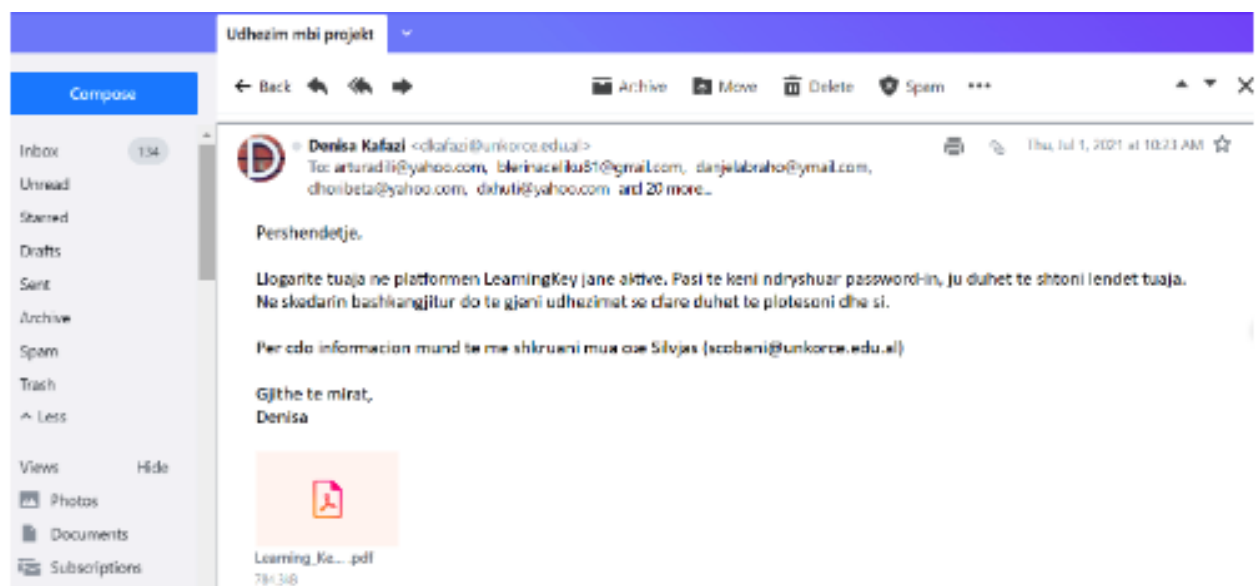 Udhezim mbi projekt
Compose
Back
Archive
Move
Delete
Spam
Inbox 134
Unread
Starred
Drafts
Sent
Archive
Spam
Trash
Less
Views Hide
Photos
Documents
Subscriptions
Denisa Kafazi <dkafazi@unkorce.edu.al>
Thu, Jul 1, 2021 at 10:23 AM
To: arturadili@yahoo.com, blerinaceliku81@gmail.com, danjelabraho@ymail.com,
dhoribeta@yahoo.com, dxhuti@yahoo.com and 20 more...
Pershendetje,
Llogarite tuaja ne platformen LearningKey jane aktive. Pasi te keni ndryshuar password-in, ju duhet te shtoni lendet tuaja.
Ne skedarin bashkangjitur do te gjeni udhezimet se cfare duhet te plotesoni dhe si.
Per cdo informacion mund te me shkruani mua ose Silvjas (scobani@unkorce.edu.al)
Gjithe te mirat,
Denisa
Learning_Ke... .pdf